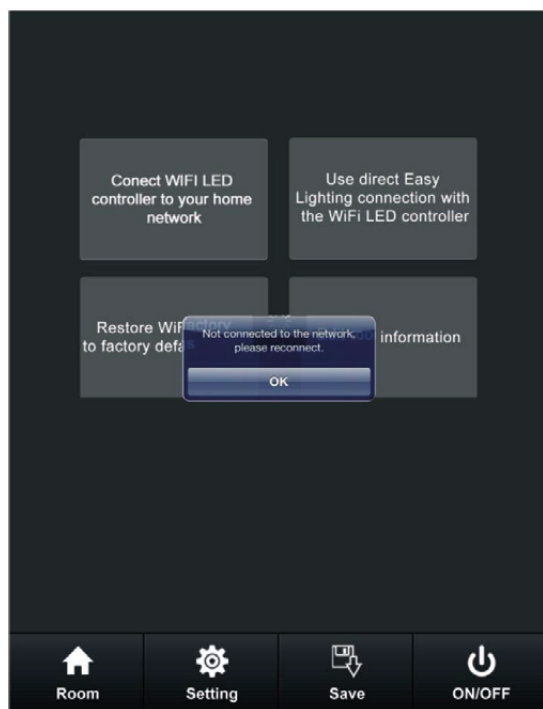 Conect WIFI LED
controller to your home
network
Use direct Easy
Lighting connection with
the WiFi LED controller
Restore WiFactory
to factory defa
information
Not connected to the network,
please reconnect.
OK
Room
Setting
Save
ON/OFF